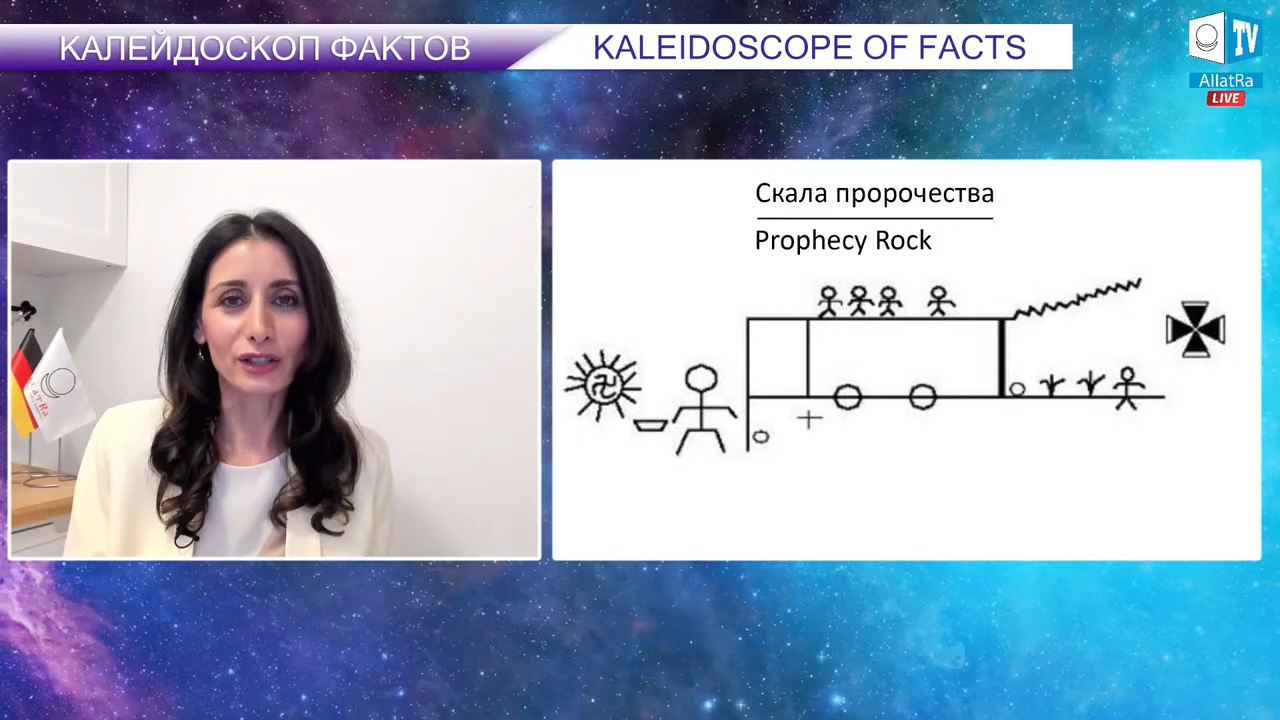 КАЛЕЙДОСКОП ФАКТОВ
KALEIDOSCOPE OF FACTS
TV
AllatRa
LIVE
Скала пророчества
Prophecy Rock